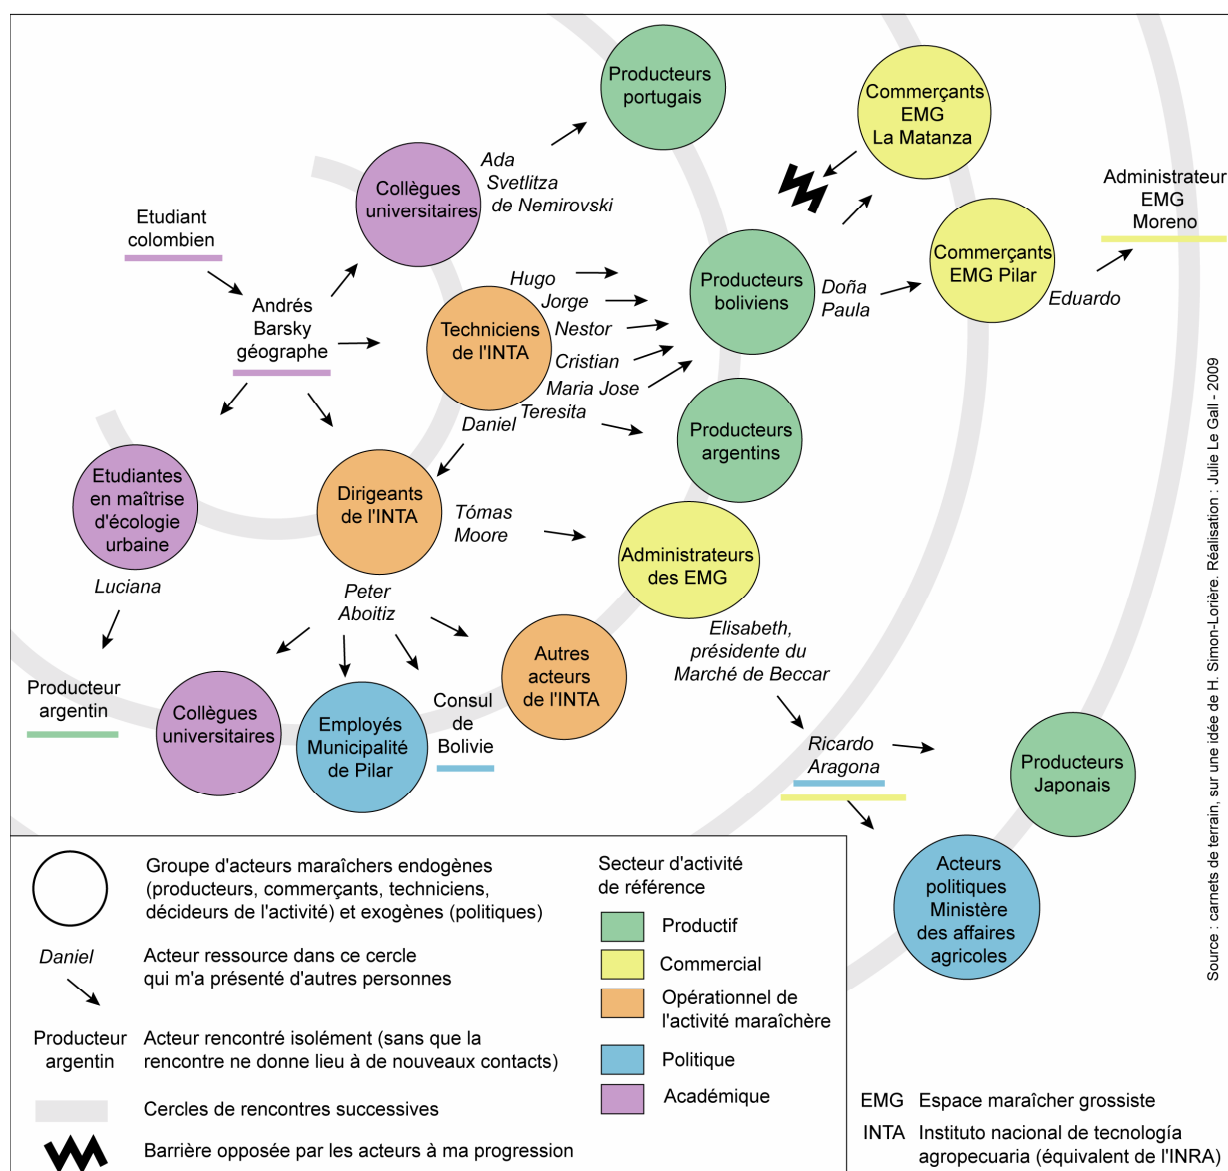 Producteurs
portugais
Commerçants
EMG
La Matanza
Ada
Svetlitza
de Nemirovski
Collègues
universitaires
Administrateur
EMG
Moreno
Etudiant
colombien
Commerçants
EMG Pilar
Eduardo
Producteurs
boliviens
Doña
Paula
Hugo
Jorge
Nestor
Cristian
Maria Jose
Teresita
Daniel
Techniciens
de l'INTA
Andrés
Barsky
géographe
Producteurs
argentins
Etudiantes
en maîtrise
d'écologie
urbaine
Dirigeants
de l'INTA
Tómas
Moore
Administrateurs
des EMG
Luciana
Peter
Aboitiz
Elisabeth,
présidente du
Marché de Beccar
Autres
acteurs
de l'INTA
Producteur
argentin
Collègues
universitaires
Employés
Municipalité
de Pilar
Consul
de
Bolivie
Ricardo
Aragona
Producteurs
Japonais
Acteurs
politiques
Ministère
des affaires
agricoles
Source : carnets de terrain, sur une idée de H. Simon-Lorière. Réalisation : Julie Le Gall - 2009
Groupe d'acteurs maraîchers endogènes
(producteurs, commerçants, techniciens,
décideurs de l'activité) et exogènes (politiques)
Daniel
Acteur ressource dans ce cercle
qui m'a présenté d'autres personnes
Producteur
argentin
Acteur rencontré isolément (sans que la
rencontre ne donne lieu à de nouveaux contacts)
Cercles de rencontres successives
Barrière opposée par les acteurs à ma progression
Secteur d'activité
de référence
Productif
Commercial
Opérationnel de
l'activité maraîchère
Politique
Académique
EMG Espace maraîcher grossiste
INTA Instituto nacional de tecnología
agropecuaria (équivalent de l'INRA)